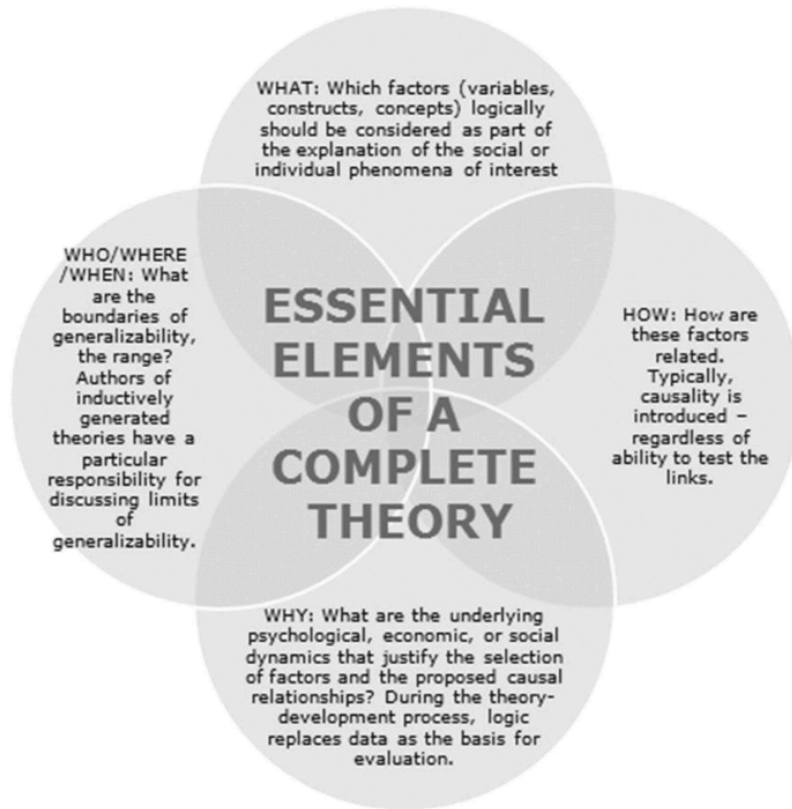 WHAT: Which factors (variables,
constructs, concepts) logically
should be considered as part of
the explanation of the social or
individual phenomena of interest
WHO/WHERE
/WHEN: What
are the
boundaries of
generalizability,
the range?
Authors of
inductively
generated
theories have a
particular
responsibility for
discussing limits
of
generalizability.
ESSENTIAL
ELEMENTS
OF A
COMPLETE
THEORY
HOW: How are
these factors
related.
Typically,
causality is
introduced –
regardless of
ability to test the
links.
WHY: What are the underlying
psychological, economic, or social
dynamics that justify the selection
of factors and the proposed causal
relationships? During the theory-
development process, logic
replaces data as the basis for
evaluation.